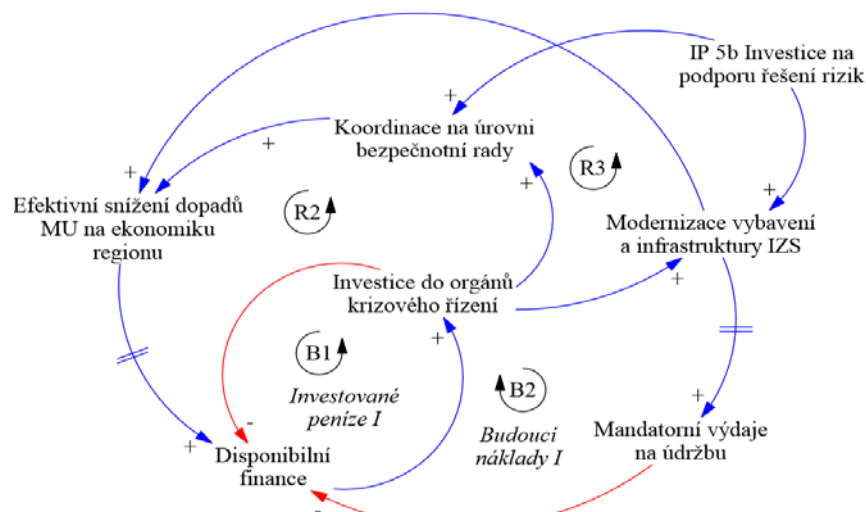 IP 5b Investice na
podporu řešení rizik
+
Koordinace na úrovni
bezpečnotní rady
+
R3
+
+
+
Efektivní snížení dopadů
MU na ekonomiku
regionu
R2
Modernizace vybavení
a infrastruktury IZS
Investice do orgánů
krizového řízení
+
+
B1
Investované
peníze I
B2
Budoucí
náklady I
+
Mandatorní výdaje
na údržbu
-
+
Disponibilní
finance
-